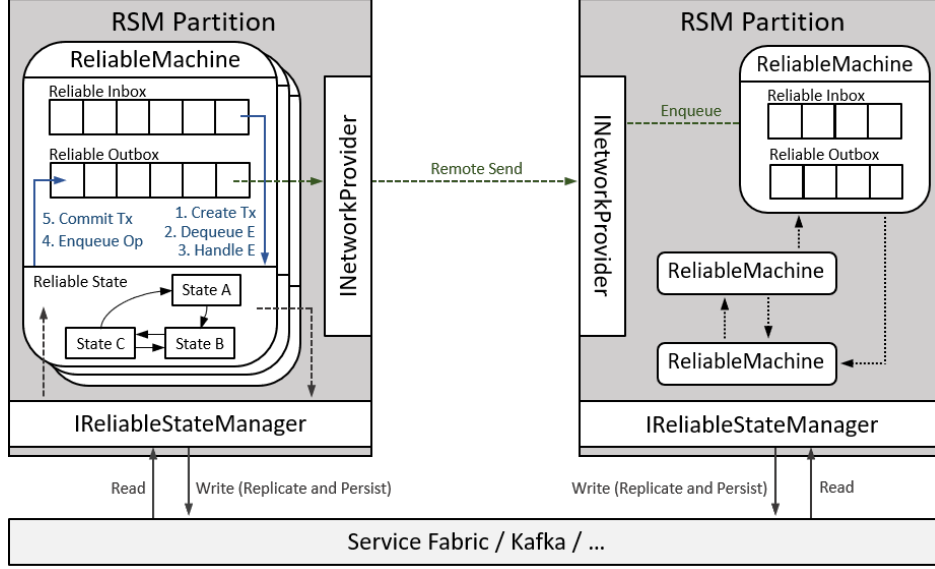 RSM Partition
ReliableMachine
Reliable Inbox
Reliable Outbox
5. Commit Tx
4. Enqueue Op
1. Create Tx
2. Dequeue E
3. Handle E
Reliable State
State A
State C
State B
INetworkProvider
IReliableStateManager
Remote Send
RSM Partition
INetworkProvider
Enqueue
ReliableMachine
Reliable Inbox
Reliable Outbox
ReliableMachine
ReliableMachine
IReliableStateManager
Read
Write (Replicate and Persist)
Write (Replicate and Persist)
Read
Service Fabric / Kafka / ...